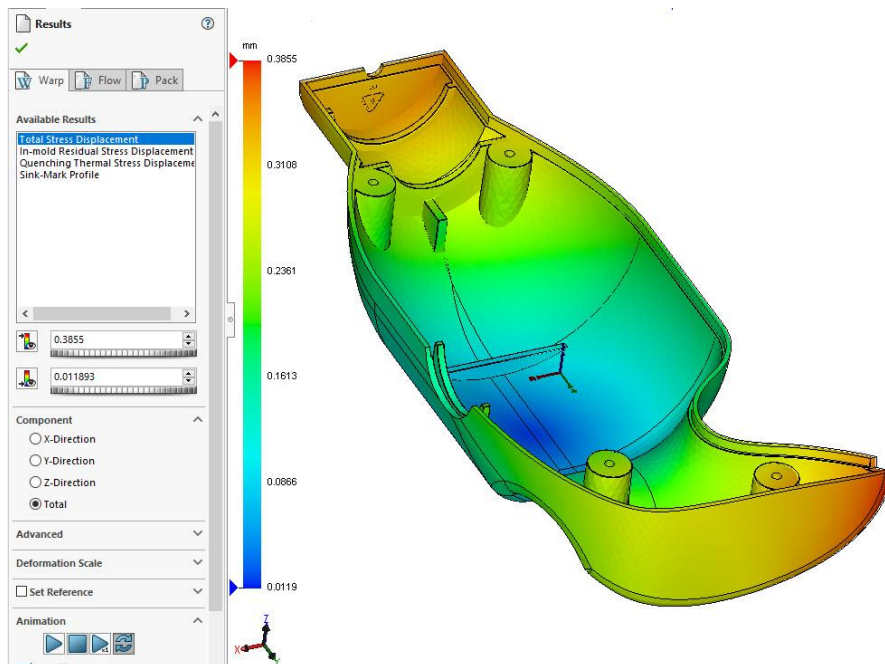 Results
Warp
Flow
Pack
Available Results
Total Stress Displacement
In-mold Residual Stress Displacement
Quenching Thermal Stress Displaceme
Sink-Mark Profile
0.3855
0.011893
Component
X-Direction
Y-Direction
Z-Direction
Total
Advanced
Deformation Scale
Set Reference
Animation
x1
mm
0.3855
0.3108
0.2361
0.1613
0.0866
0.0119
Z
X
Y